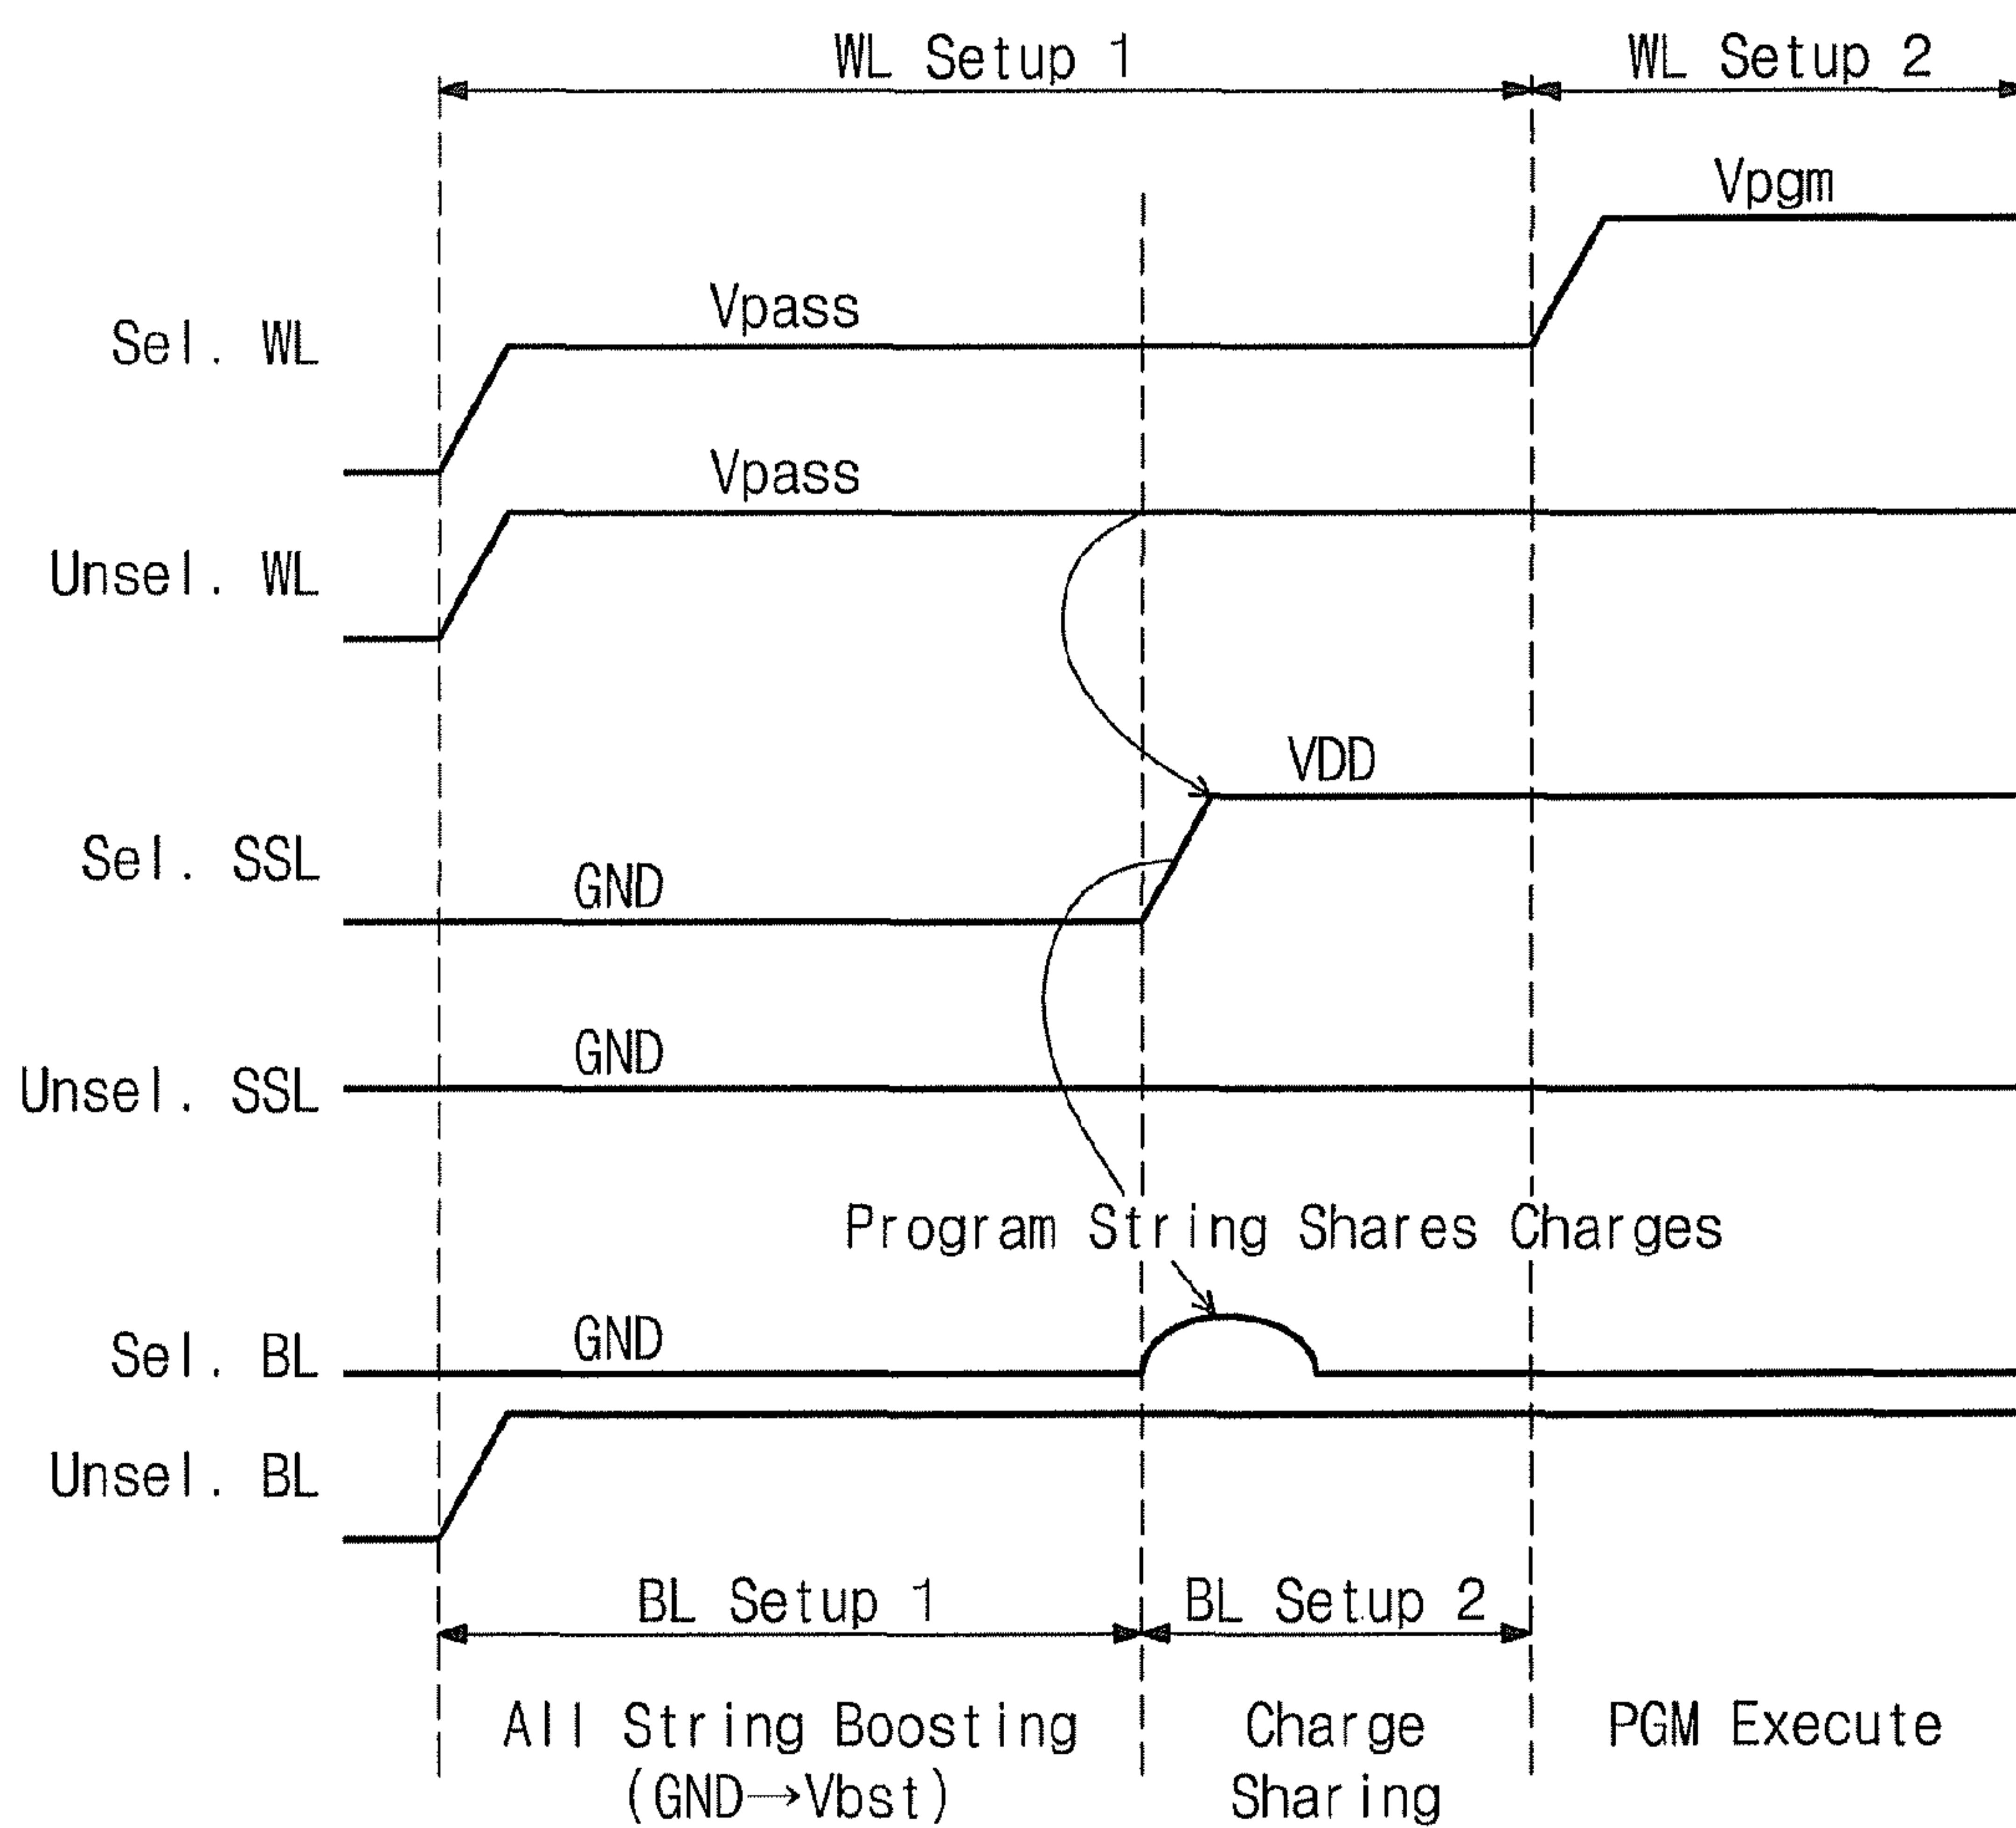 WL Setup 1
WL Setup 2
Vpgm
Vpass
Sel. WL
Vpass
Unsel. WL
VDD
Sel. SSL
GND
GND
Unsel. SSL
Program String Shares Charges
GND
Sel. BL
Unsel. BL
BL Setup 1
BL Setup 2
All String Boosting
(GND→Vbst)
Charge
Sharing
PGM Execute